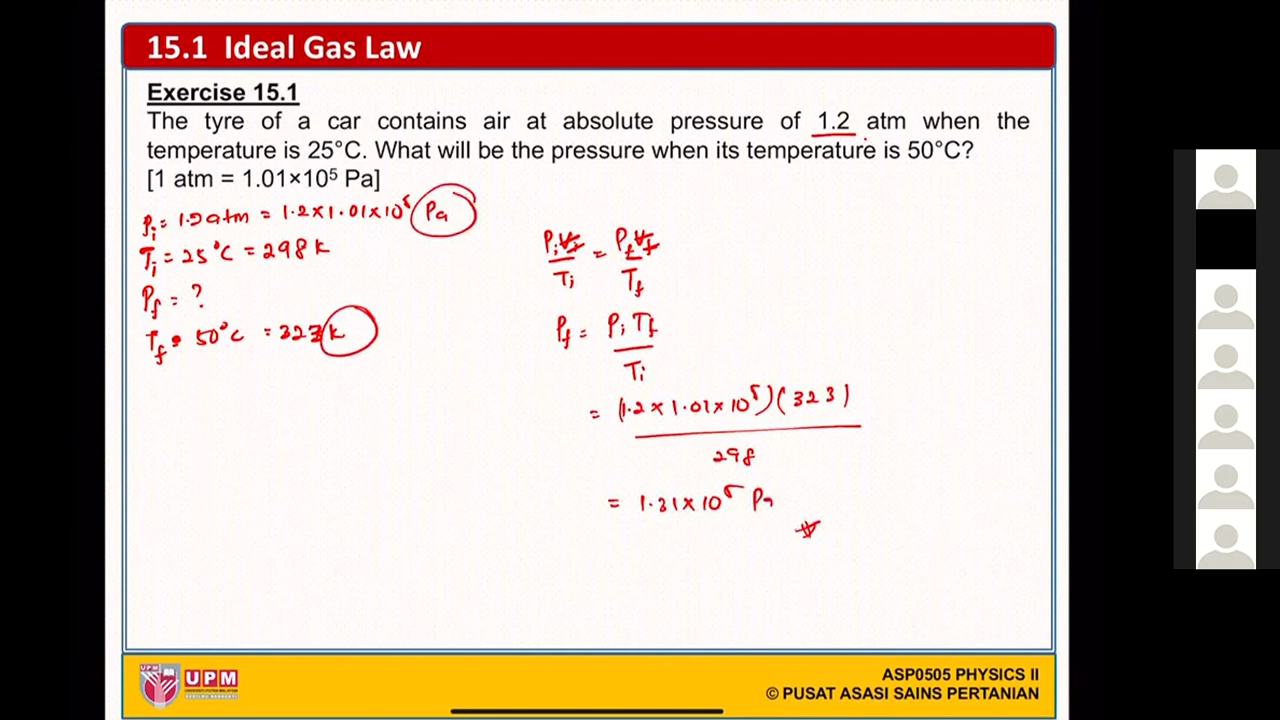 15.1 Ideal Gas Law
Exercise 15.1
The tyre of a car contains air at absolute pressure of 1.2 atm when the
temperature is 25°C. What will be the pressure when its temperature is 50°C?
[1 atm = 1.01×10⁵ Pa]
Pi = 1.2 atm = 1.2 × 1.01 × 10⁵ Pa
Ti = 25°C = 298 K
Pf = ?
Tf = 50°C = 323 K
PiVi / Ti = PfVf / Tf
Pf = Pi Tf / Ti
= (1.2 × 1.01 × 10⁵)(323) / 298
= 1.31 × 10⁵ Pa
UPM
UPM
ASP0505 PHYSICS II
© PUSAT ASASI SAINS PERTANIAN